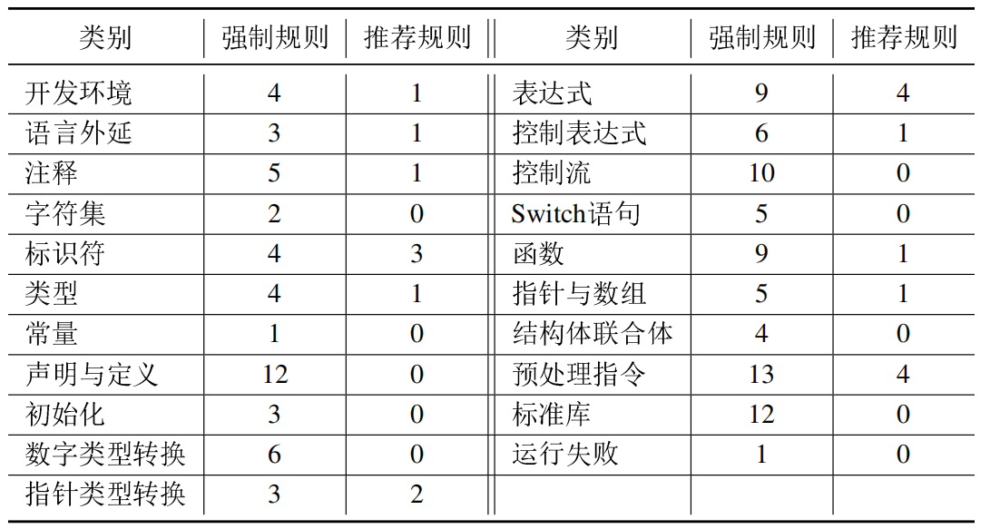 类别 强制规则 推荐规则 类别 强制规则 推荐规则
开发环境 4 1 表达式 9 4
语言外延 3 1 控制表达式 6 1
注释 5 1 控制流 10 0
字符集 2 0 Switch语句 5 0
标识符 4 3 函数 9 1
类型 4 1 指针与数组 5 1
常量 1 0 结构体联合体 4 0
声明与定义 12 0 预处理指令 13 4
初始化 3 0 标准库 12 0
数字类型转换 6 0 运行失败 1 0
指针类型转换 3 2